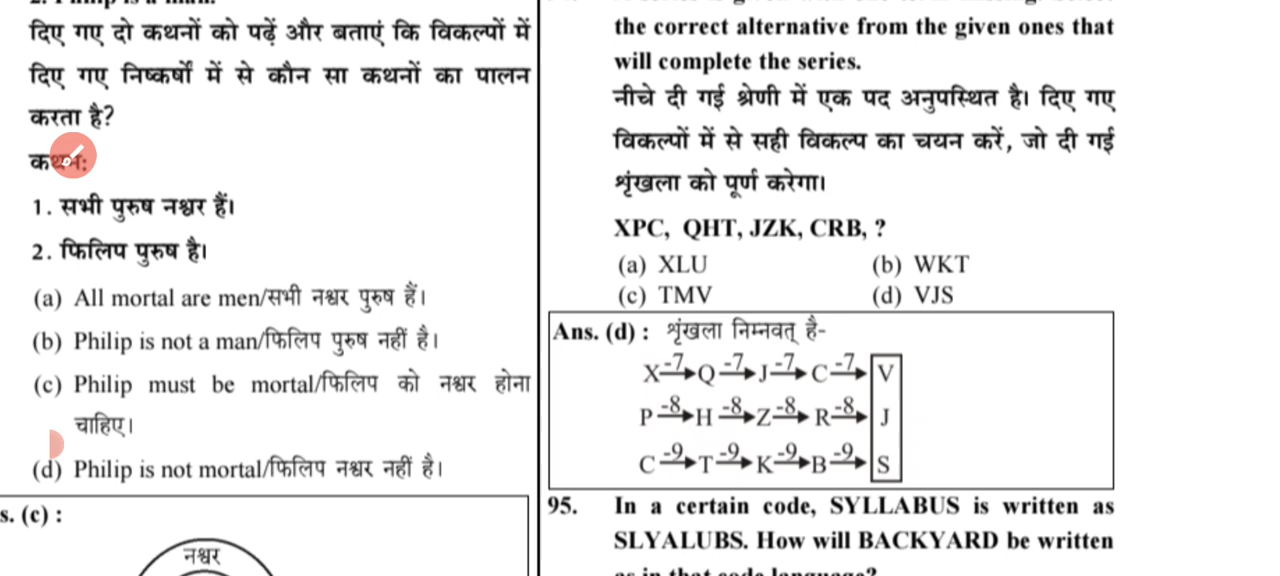 दिए गए दो कथनों को पढ़ें और बताएं कि विकल्पों में
दिए गए निष्कर्षों में से कौन सा कथनों का पालन
करता है?
कथन:
1. सभी पुरुष नश्वर हैं।
2. फिलिप पुरुष है।
(a) All mortal are men/सभी नश्वर पुरुष हैं।
(b) Philip is not a man/फिलिप पुरुष नहीं है।
(c) Philip must be mortal/फिलिप को नश्वर होना
चाहिए।
(d) Philip is not mortal/फिलिप नश्वर नहीं है।
s. (c) :
नश्वर
the correct alternative from the given ones that
will complete the series.
नीचे दी गई श्रेणी में एक पद अनुपस्थित है। दिए गए
विकल्पों में से सही विकल्प का चयन करें, जो दी गई
शृंखला को पूर्ण करेगा।
XPC, QHT, JZK, CRB, ?
(a) XLU (b) WKT
(c) TMV (d) VJS
Ans. (d) : शृंखला निम्नवत् है-
X -7 Q -7 J -7 C -7 V
P -8 H -8 Z -8 R -8 J
C -9 T -9 K -9 B -9 S
95. In a certain code, SYLLABUS is written as
SLYALUBS. How will BACKYARD be written